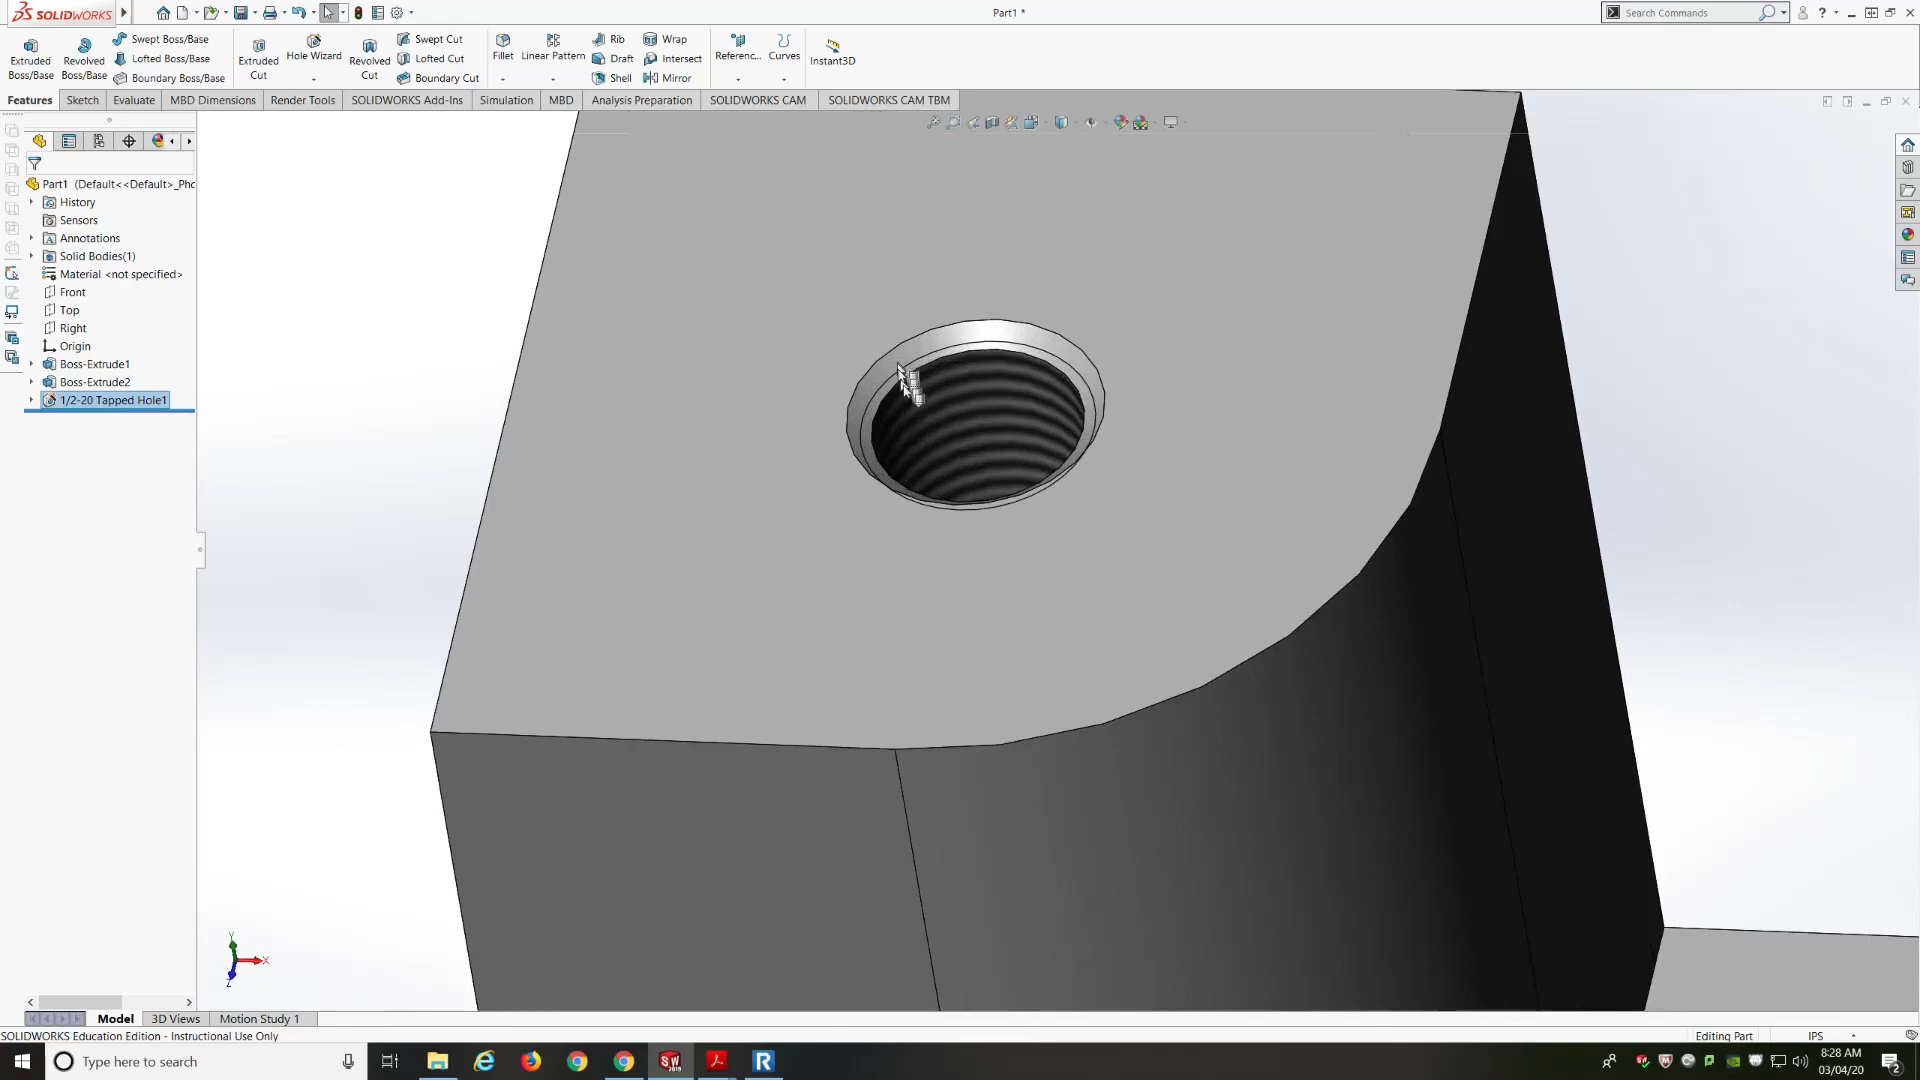 SOLIDWORKS
Part1 *
Search Commands
Extruded Boss/Base
Revolved Boss/Base
Swept Boss/Base
Lofted Boss/Base
Boundary Boss/Base
Extruded Cut
Hole Wizard
Revolved Cut
Swept Cut
Lofted Cut
Boundary Cut
Fillet
Linear Pattern
Rib
Draft
Shell
Wrap
Intersect
Mirror
Referenc...
Curves
Instant3D
Features
Sketch
Evaluate
MBD Dimensions
Render Tools
SOLIDWORKS Add-Ins
Simulation
MBD
Analysis Preparation
SOLIDWORKS CAM
SOLIDWORKS CAM TBM
Part1 (Default<<Default>_Phc
History
Sensors
Annotations
Solid Bodies(1)
Material <not specified>
Front
Top
Right
Origin
Boss-Extrude1
Boss-Extrude2
1/2-20 Tapped Hole1
Y
X
Z
Model
3D Views
Motion Study 1
SOLIDWORKS Education Edition - Instructional Use Only
Editing Part
IPS
Type here to search
8:28 AM
03/04/20
2